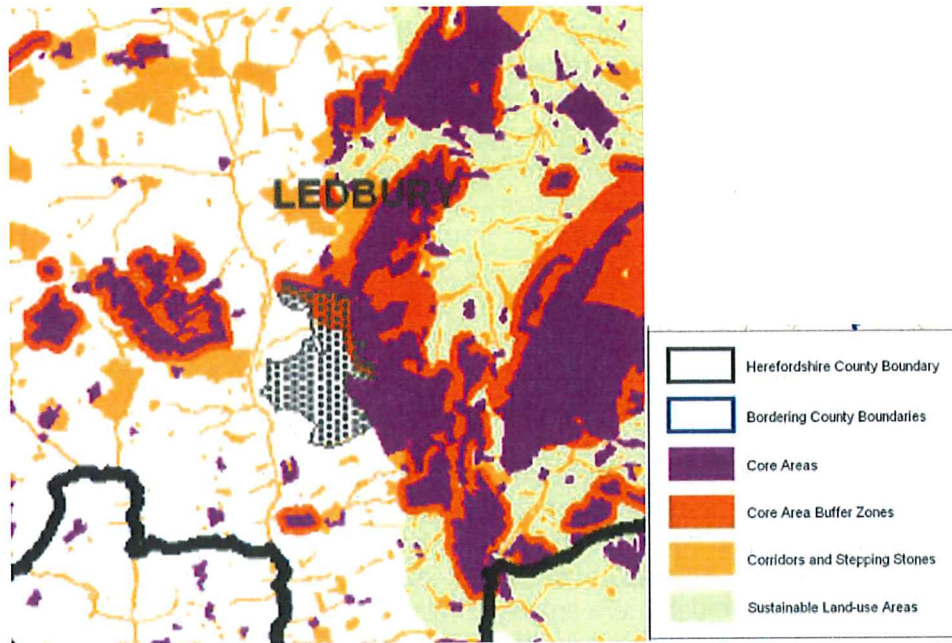 LEDBURY
Herefordshire County Boundary
Bordering County Boundaries
Core Areas
Core Area Buffer Zones
Corridors and Stepping Stones
Sustainable Land-use Areas